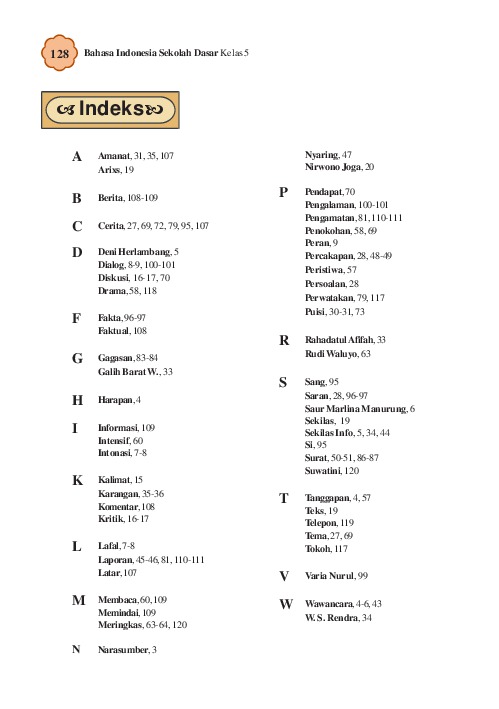 128 Bahasa Indonesia Sekolah Dasar Kelas 5
Indeks
A Amanat, 31, 35, 107
Arixs, 19
B Berita, 108-109
C Cerita, 27, 69, 72, 79, 95, 107
D Deni Herlambang, 5
Dialog, 8-9, 100-101
Diskusi, 16-17, 70
Drama, 58, 118
F Fakta, 96-97
Faktual, 108
G Gagasan, 83-84
Galih Barat W., 33
H Harapan, 4
I Informasi, 109
Intensif, 60
Intonasi, 7-8
K Kalimat, 15
Karangan, 35-36
Komentar, 108
Kritik, 16-17
L Lafal, 7-8
Laporan, 45-46, 81, 110-111
Latar, 107
M Membaca, 60, 109
Memindai, 109
Meringkas, 63-64, 120
N Narasumber, 3
Nyaring, 47
Nirwono Joga, 20
P Pendapat, 70
Pengalaman, 100-101
Pengamatan, 81, 110-111
Penokohan, 58, 69
Peran, 9
Percakapan, 28, 48-49
Peristiwa, 57
Persoalan, 28
Perwatakan, 79, 117
Puisi, 30-31, 73
R Rahadatul Afifah, 33
Rudi Waluyo, 63
S Sang, 95
Saran, 28, 96-97
Saur Marlina Manurung, 6
Sekilas, 19
Sekilas Info, 5, 34, 44
Si, 95
Surat, 50-51, 86-87
Suwatini, 120
T Tanggapan, 4, 57
Teks, 19
Telepon, 119
Tema, 27, 69
Tokoh, 117
V Varia Nurul, 99
W Wawancara, 4-6, 43
W. S. Rendra, 34